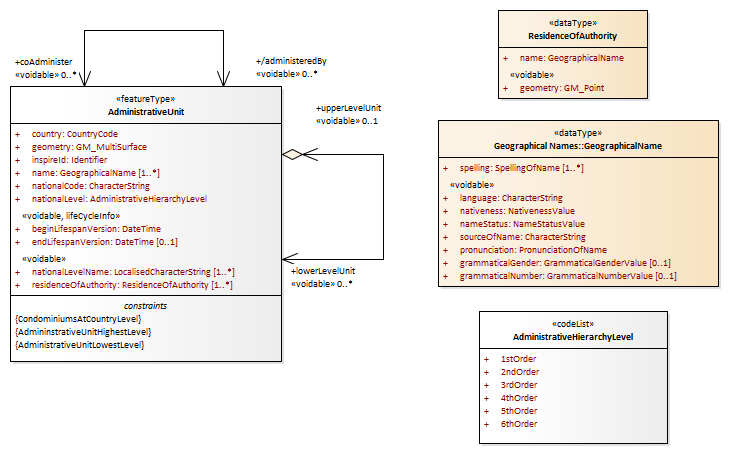 +coAdminister
«voidable» 0..*
+/administeredBy
«voidable» 0..*
«featureType»
AdministrativeUnit
+ country: CountryCode
+ geometry: GM_MultiSurface
+ inspireId: Identifier
+ name: GeographicalName [1..*]
+ nationalCode: CharacterString
+ nationalLevel: AdministrativeHierarchyLevel
«voidable, lifeCycleInfo»
+ beginLifespanVersion: DateTime
+ endLifespanVersion: DateTime [0..1]
«voidable»
+ nationalLevelName: LocalisedCharacterString [1..*]
+ residenceOfAuthority: ResidenceOfAuthority [1..*]
constraints
{CondominiumsAtCountryLevel}
{AdmininstrativeUnitHighestLevel}
{AdministrativeUnitLowestLevel}
+upperLevelUnit
«voidable» 0..1
+lowerLevelUnit
«voidable» 0..*
«dataType»
ResidenceOfAuthority
+ name: GeographicalName
«voidable»
+ geometry: GM_Point
«dataType»
Geographical Names::GeographicalName
+ spelling: SpellingOfName [1..*]
«voidable»
+ language: CharacterString
+ nativeness: NativenessValue
+ nameStatus: NameStatusValue
+ sourceOfName: CharacterString
+ pronunciation: PronunciationOfName
+ grammaticalGender: GrammaticalGenderValue [0..1]
+ grammaticalNumber: GrammaticalNumberValue [0..1]
«codeList»
AdministrativeHierarchyLevel
+ 1stOrder
+ 2ndOrder
+ 3rdOrder
+ 4thOrder
+ 5thOrder
+ 6thOrder